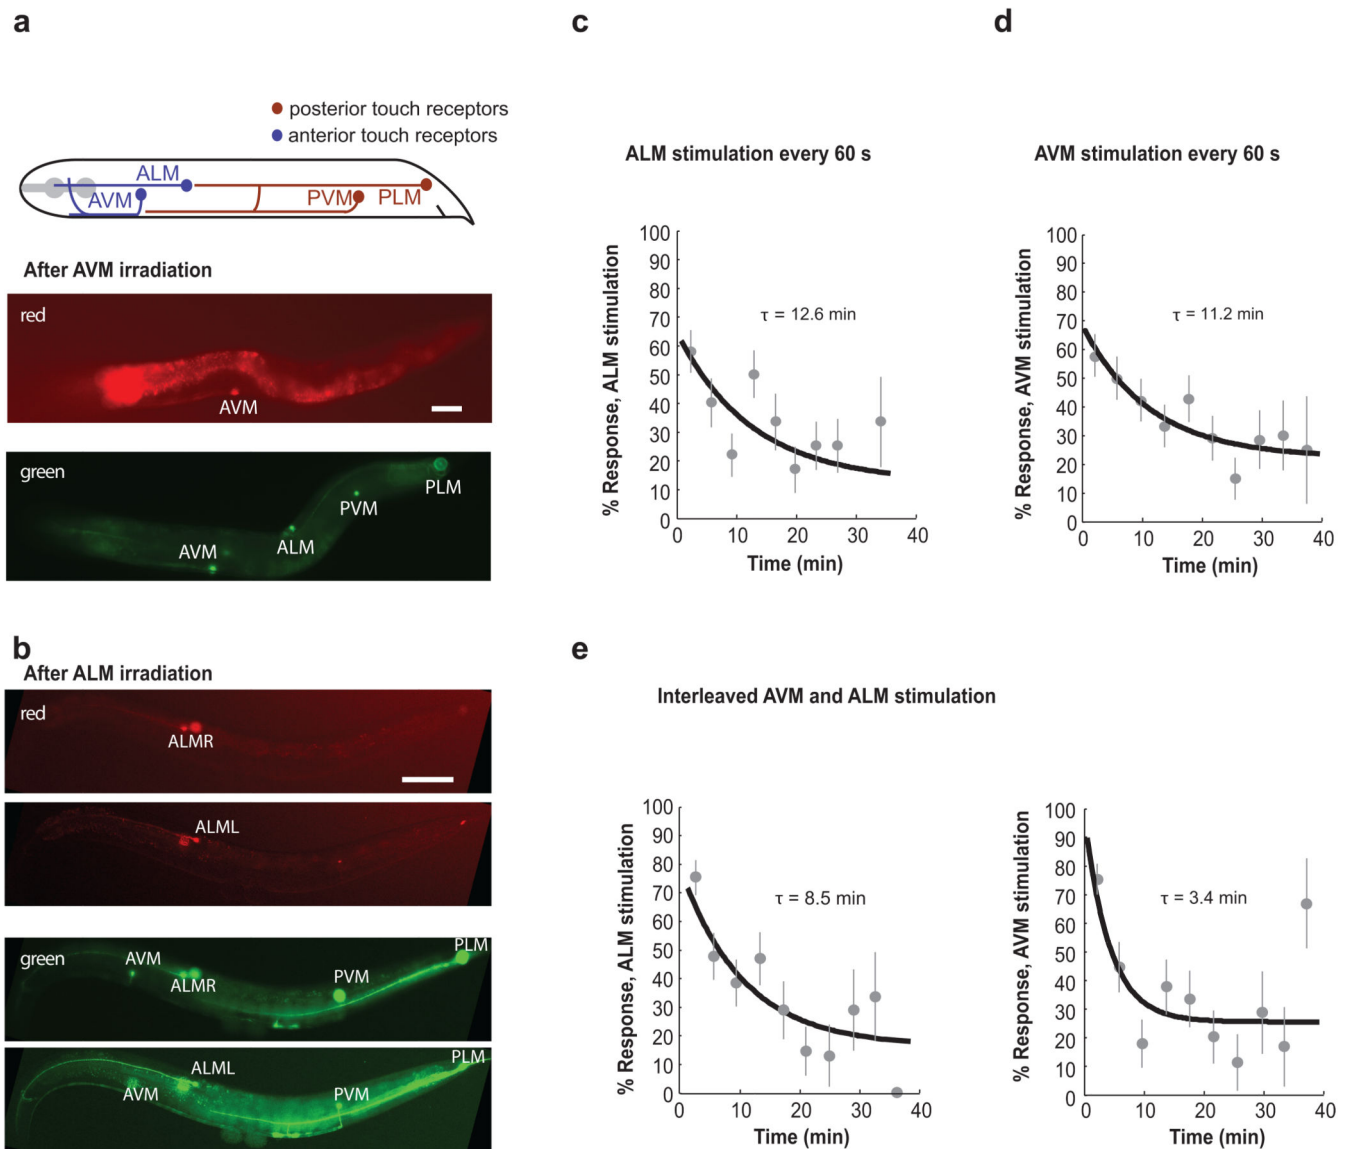 a
posterior touch receptors
anterior touch receptors
ALM
AVM
PVM
PLM
After AVM irradiation
red
AVM
green
PLM
PVM
ALM
AVM
b
After ALM irradiation
red
ALMR
ALML
green
AVM
ALMR
PVM
PLM
ALML
AVM
PVM
PLM
c
ALM stimulation every 60 s
% Response, ALM stimulation
100
90
80
70
60
50
40
30
20
10
0
τ = 12.6 min
0 10 20 30 40
Time (min)
d
AVM stimulation every 60 s
% Response, AVM stimulation
100
90
80
70
60
50
40
30
20
10
0
τ = 11.2 min
0 10 20 30 40
Time (min)
e
Interleaved AVM and ALM stimulation
% Response, ALM stimulation
100
90
80
70
60
50
40
30
20
10
0
τ = 8.5 min
0 10 20 30 40
Time (min)
% Response, AVM stimulation
100
90
80
70
60
50
40
30
20
10
0
τ = 3.4 min
0 10 20 30 40
Time (min)